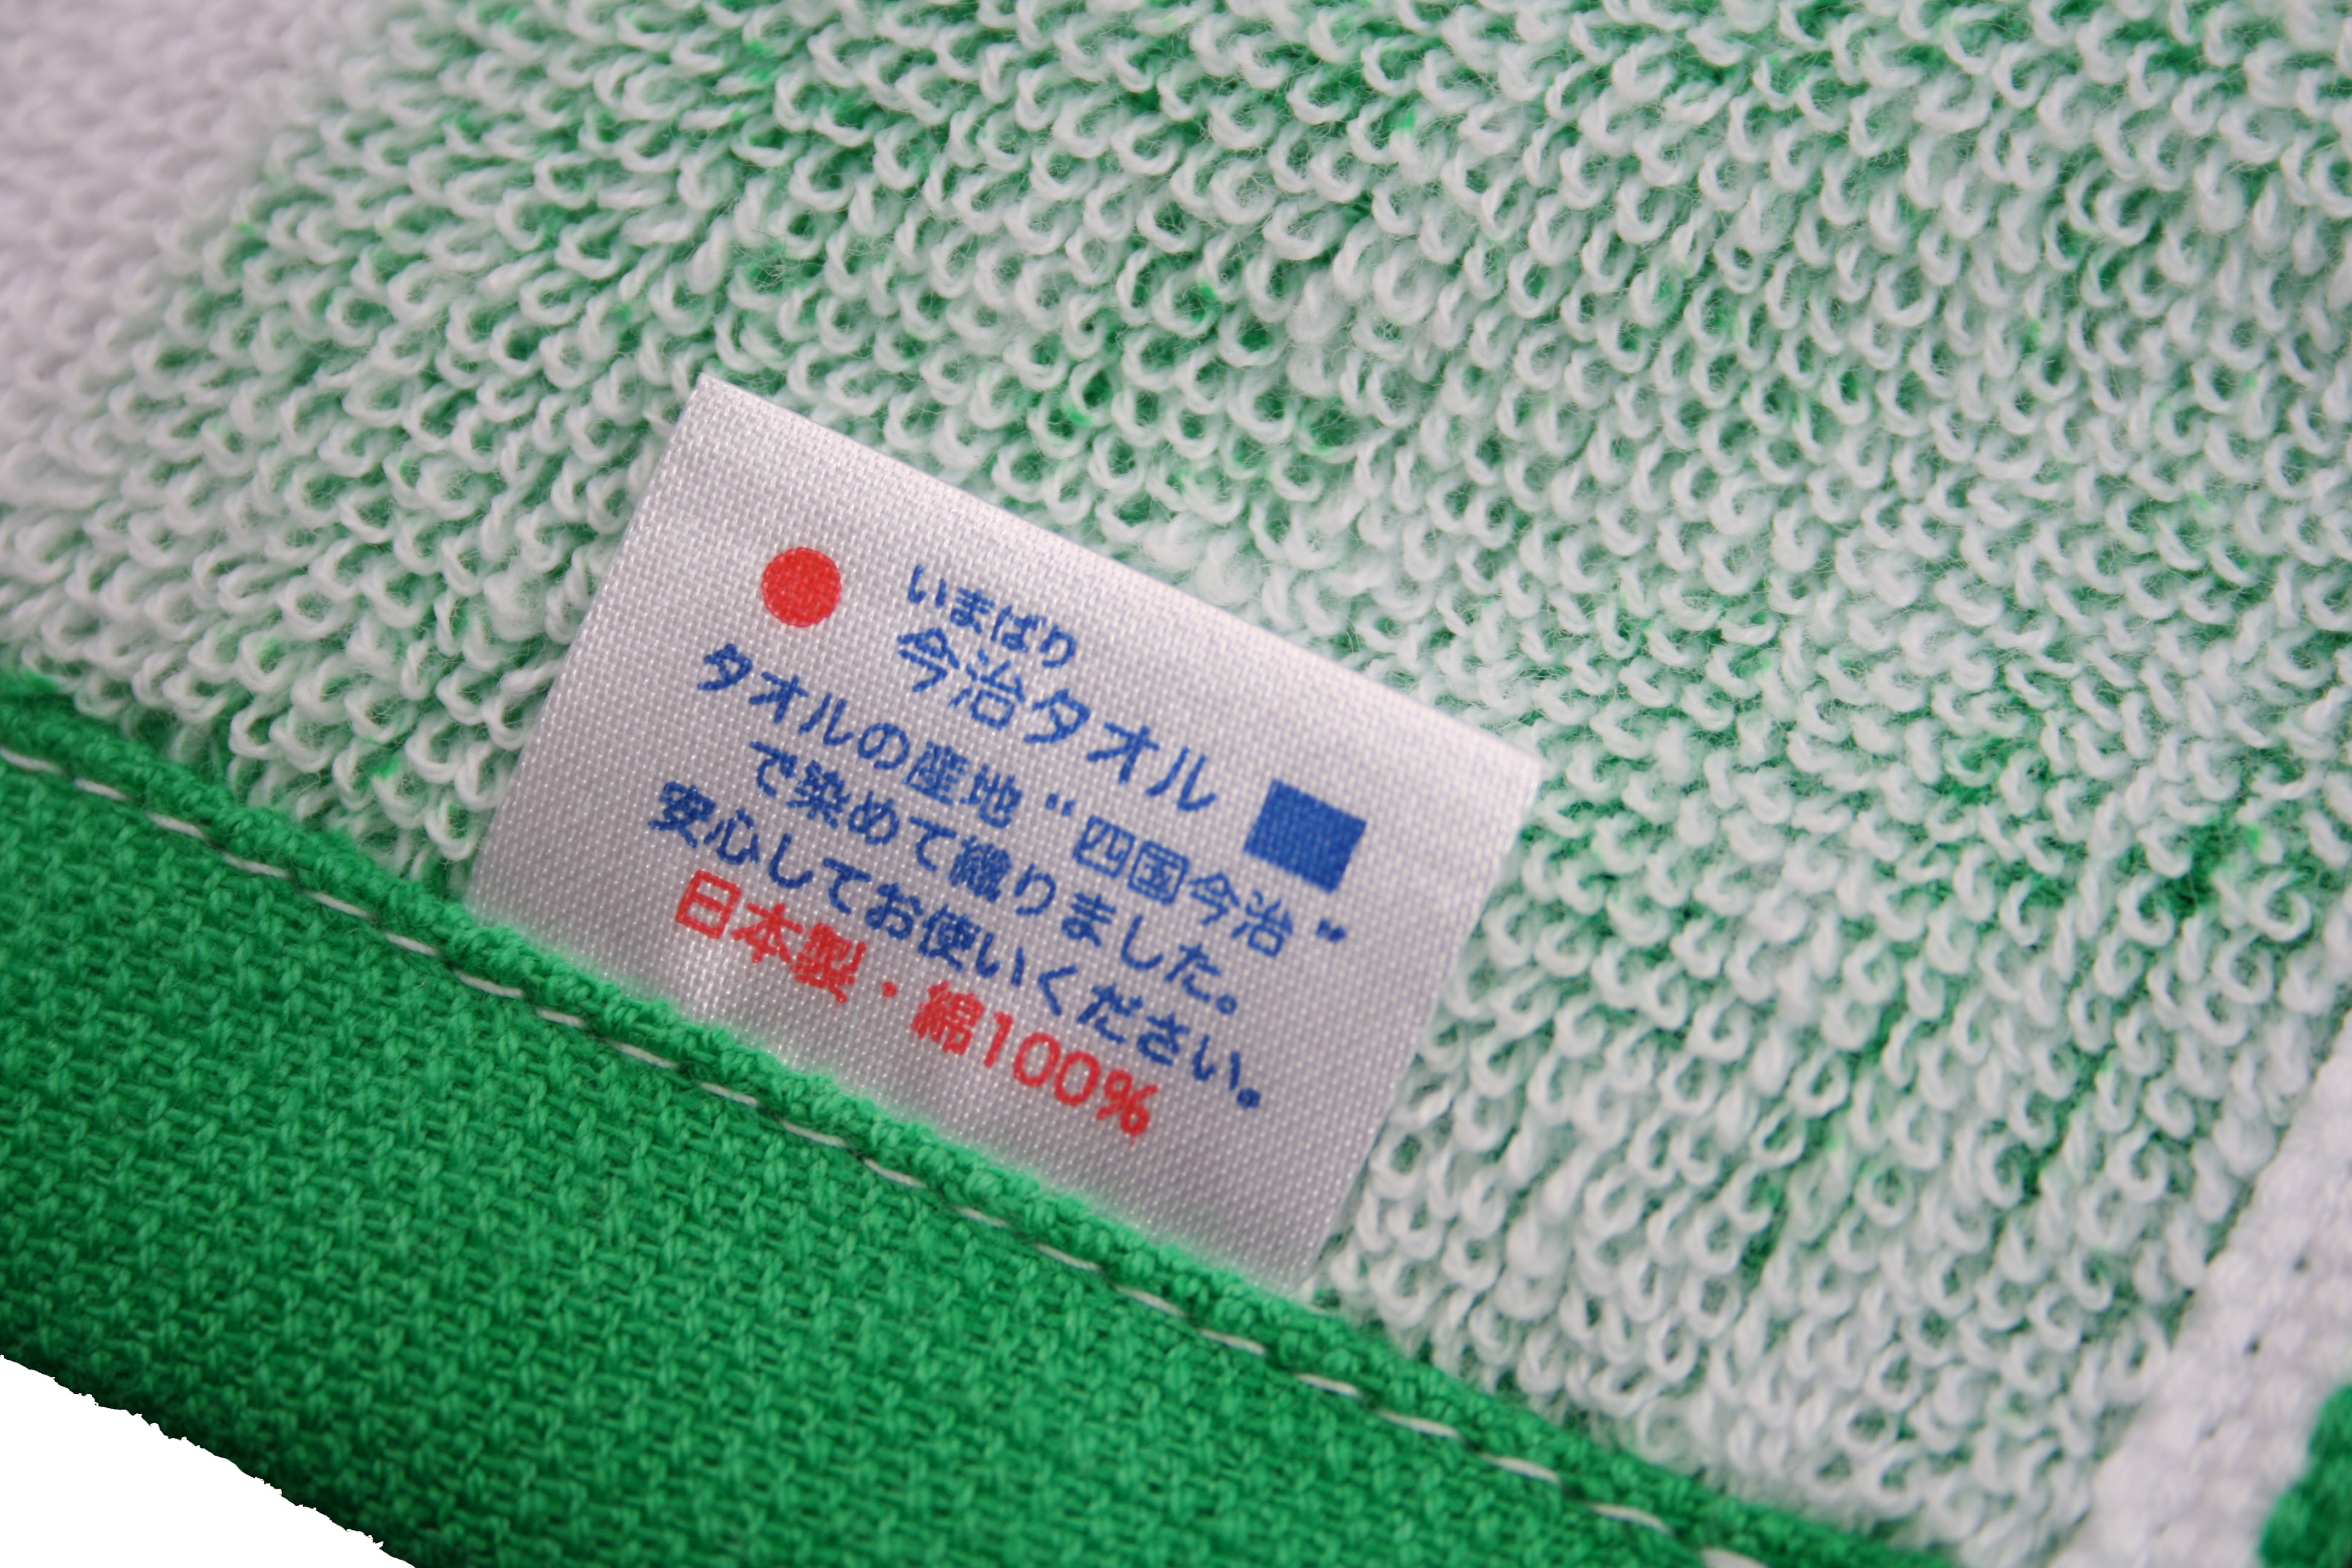 いまばり
今治タオル
タオルの産地“四国今治”
で染めて織りました。
安心してお使いください。
日本製・綿100%